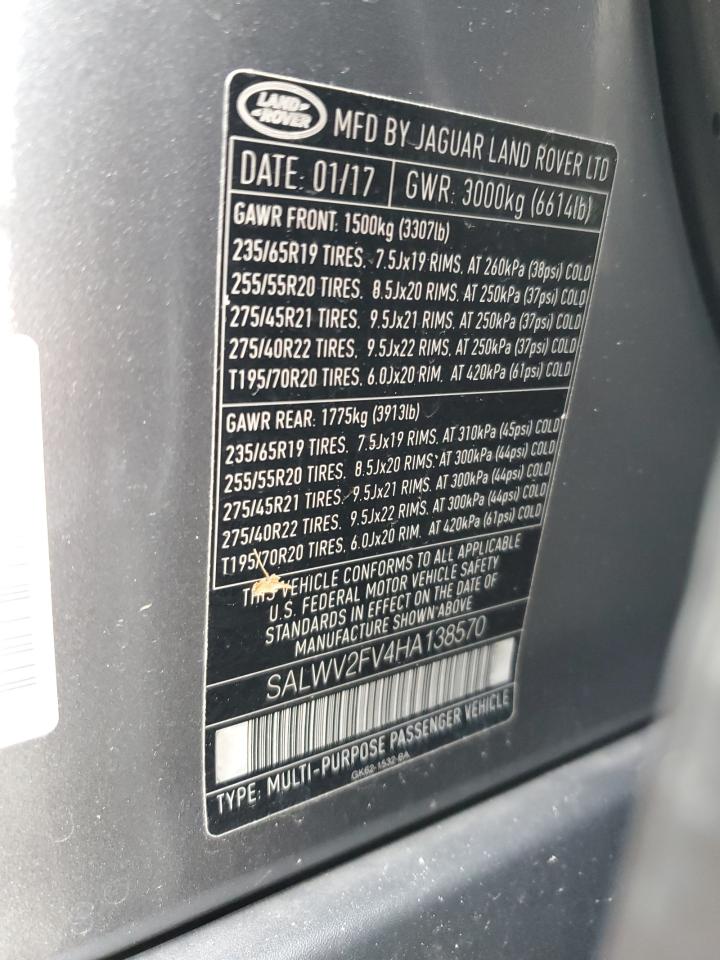 LAND ROVER
MFD BY JAGUAR LAND ROVER LTD
DATE: 01/17 GWR: 3000kg (6614lb)
GAWR FRONT: 1500kg (3307lb)
235/65R19 TIRES, 7.5Jx19 RIMS, AT 260kPa (38psi) COLD
255/55R20 TIRES, 8.5Jx20 RIMS, AT 250kPa (37psi) COLD
275/45R21 TIRES, 9.5Jx21 RIMS, AT 250kPa (37psi) COLD
275/40R22 TIRES, 9.5Jx22 RIMS, AT 250kPa (37psi) COLD
T195/70R20 TIRES, 6.0Jx20 RIM, AT 420kPa (61psi) COLD
GAWR REAR: 1775kg (3913lb)
235/65R19 TIRES, 7.5Jx19 RIMS, AT 310kPa (45psi) COLD
255/55R20 TIRES, 8.5Jx20 RIMS, AT 300kPa (44psi) COLD
275/45R21 TIRES, 9.5Jx21 RIMS, AT 300kPa (44psi) COLD
275/40R22 TIRES, 9.5Jx22 RIMS, AT 300kPa (44psi) COLD
T195/70R20 TIRES, 6.0Jx20 RIM, AT 420kPa (61psi) COLD
THIS VEHICLE CONFORMS TO ALL APPLICABLE
U.S. FEDERAL MOTOR VEHICLE SAFETY
STANDARDS IN EFFECT ON THE DATE OF
MANUFACTURE SHOWN ABOVE
SALWV2FV4HA138570
TYPE: MULTI-PURPOSE PASSENGER VEHICLE
GK62-1532-BA